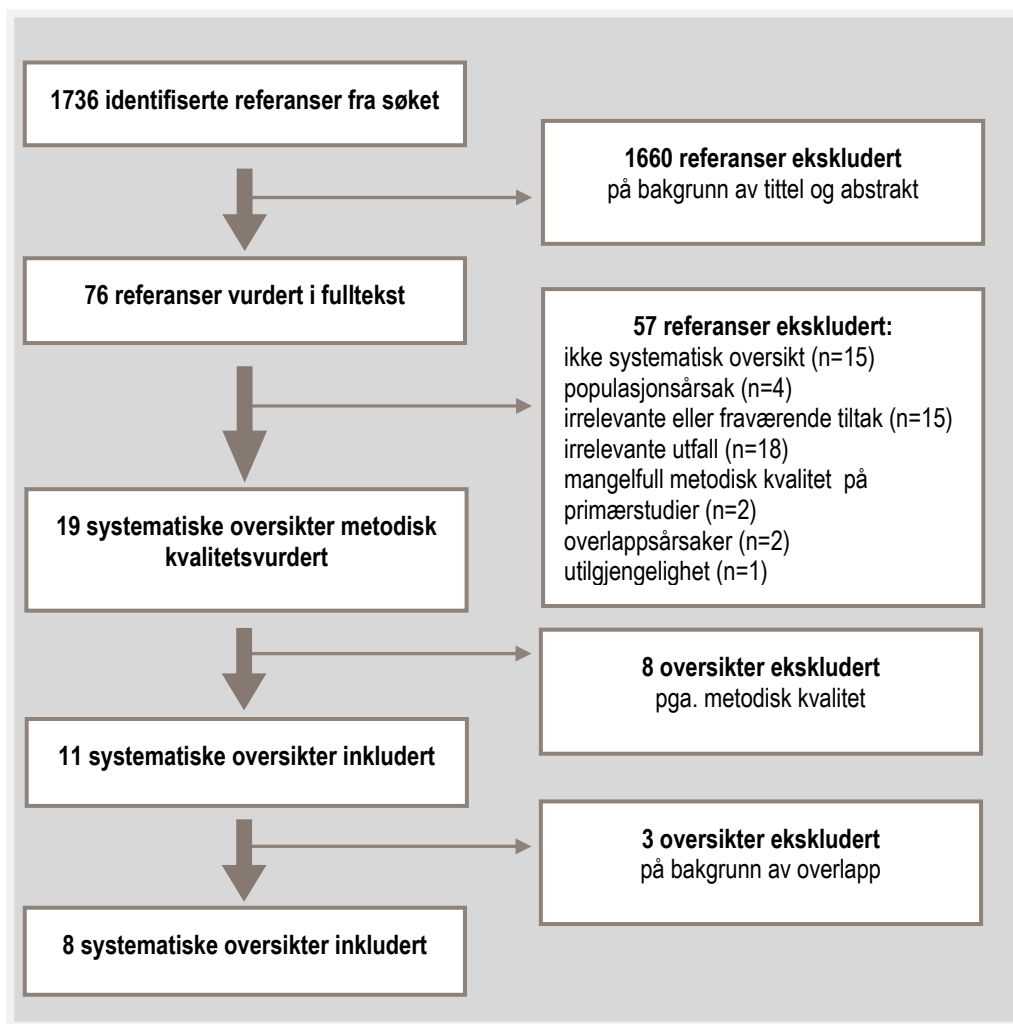 1736 identifiserte referanser fra søket
1660 referanser ekskludert
på bakgrunn av tittel og abstrakt
76 referanser vurdert i fulltekst
57 referanser ekskludert:
ikke systematisk oversikt (n=15)
populasjonsårsak (n=4)
irrelevante eller fraværende tiltak (n=15)
irrelevante utfall (n=18)
mangelfull metodisk kvalitet på
primærstudier (n=2)
overlappsårsaker (n=2)
utilgjengelighet (n=1)
19 systematiske oversikter metodisk
kvalitetsvurdert
8 oversikter ekskludert
pga. metodisk kvalitet
11 systematiske oversikter inkludert
3 oversikter ekskludert
på bakgrunn av overlapp
8 systematiske oversikter inkludert